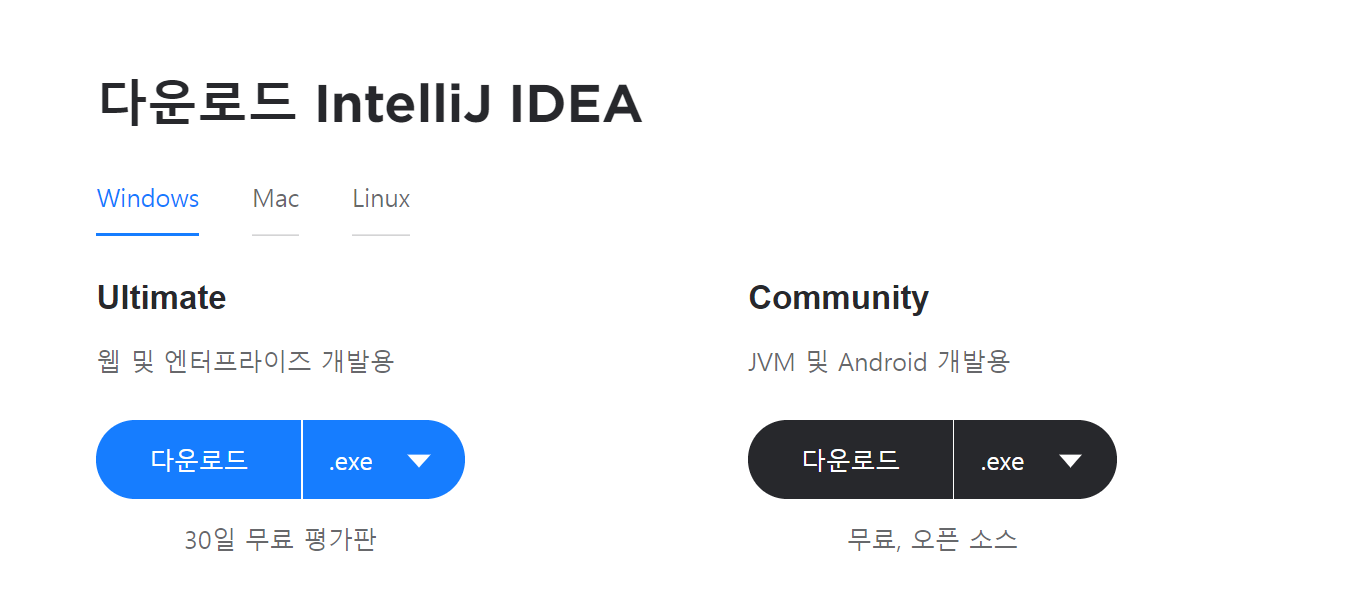 다운로드 IntelliJ IDEA
Windows Mac Linux
Ultimate
웹 및 엔터프라이즈 개발용
다운로드 .exe
30일 무료 평가판
Community
JVM 및 Android 개발용
다운로드 .exe
무료, 오픈 소스